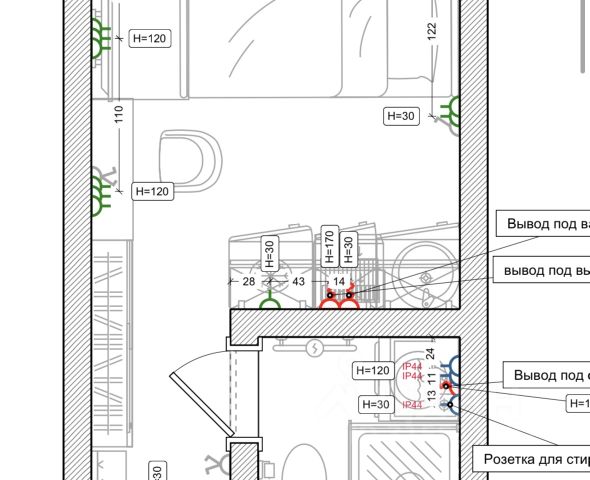 122
H=120
110
H=30
H=120
Вывод под ва
H=170
H=30
H=30
вывод под вы
28
43
14
24
H=120
IP44
IP44
11
Вывод под с
13
H=30
IP44
H=1
Розетка для стир
30